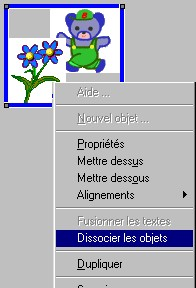 Aide ...
Nouvel objet ...
Propriétés
Mettre dessus
Mettre dessous
Alignements
Fusionner les textes
Dissocier les objets
Dupliquer